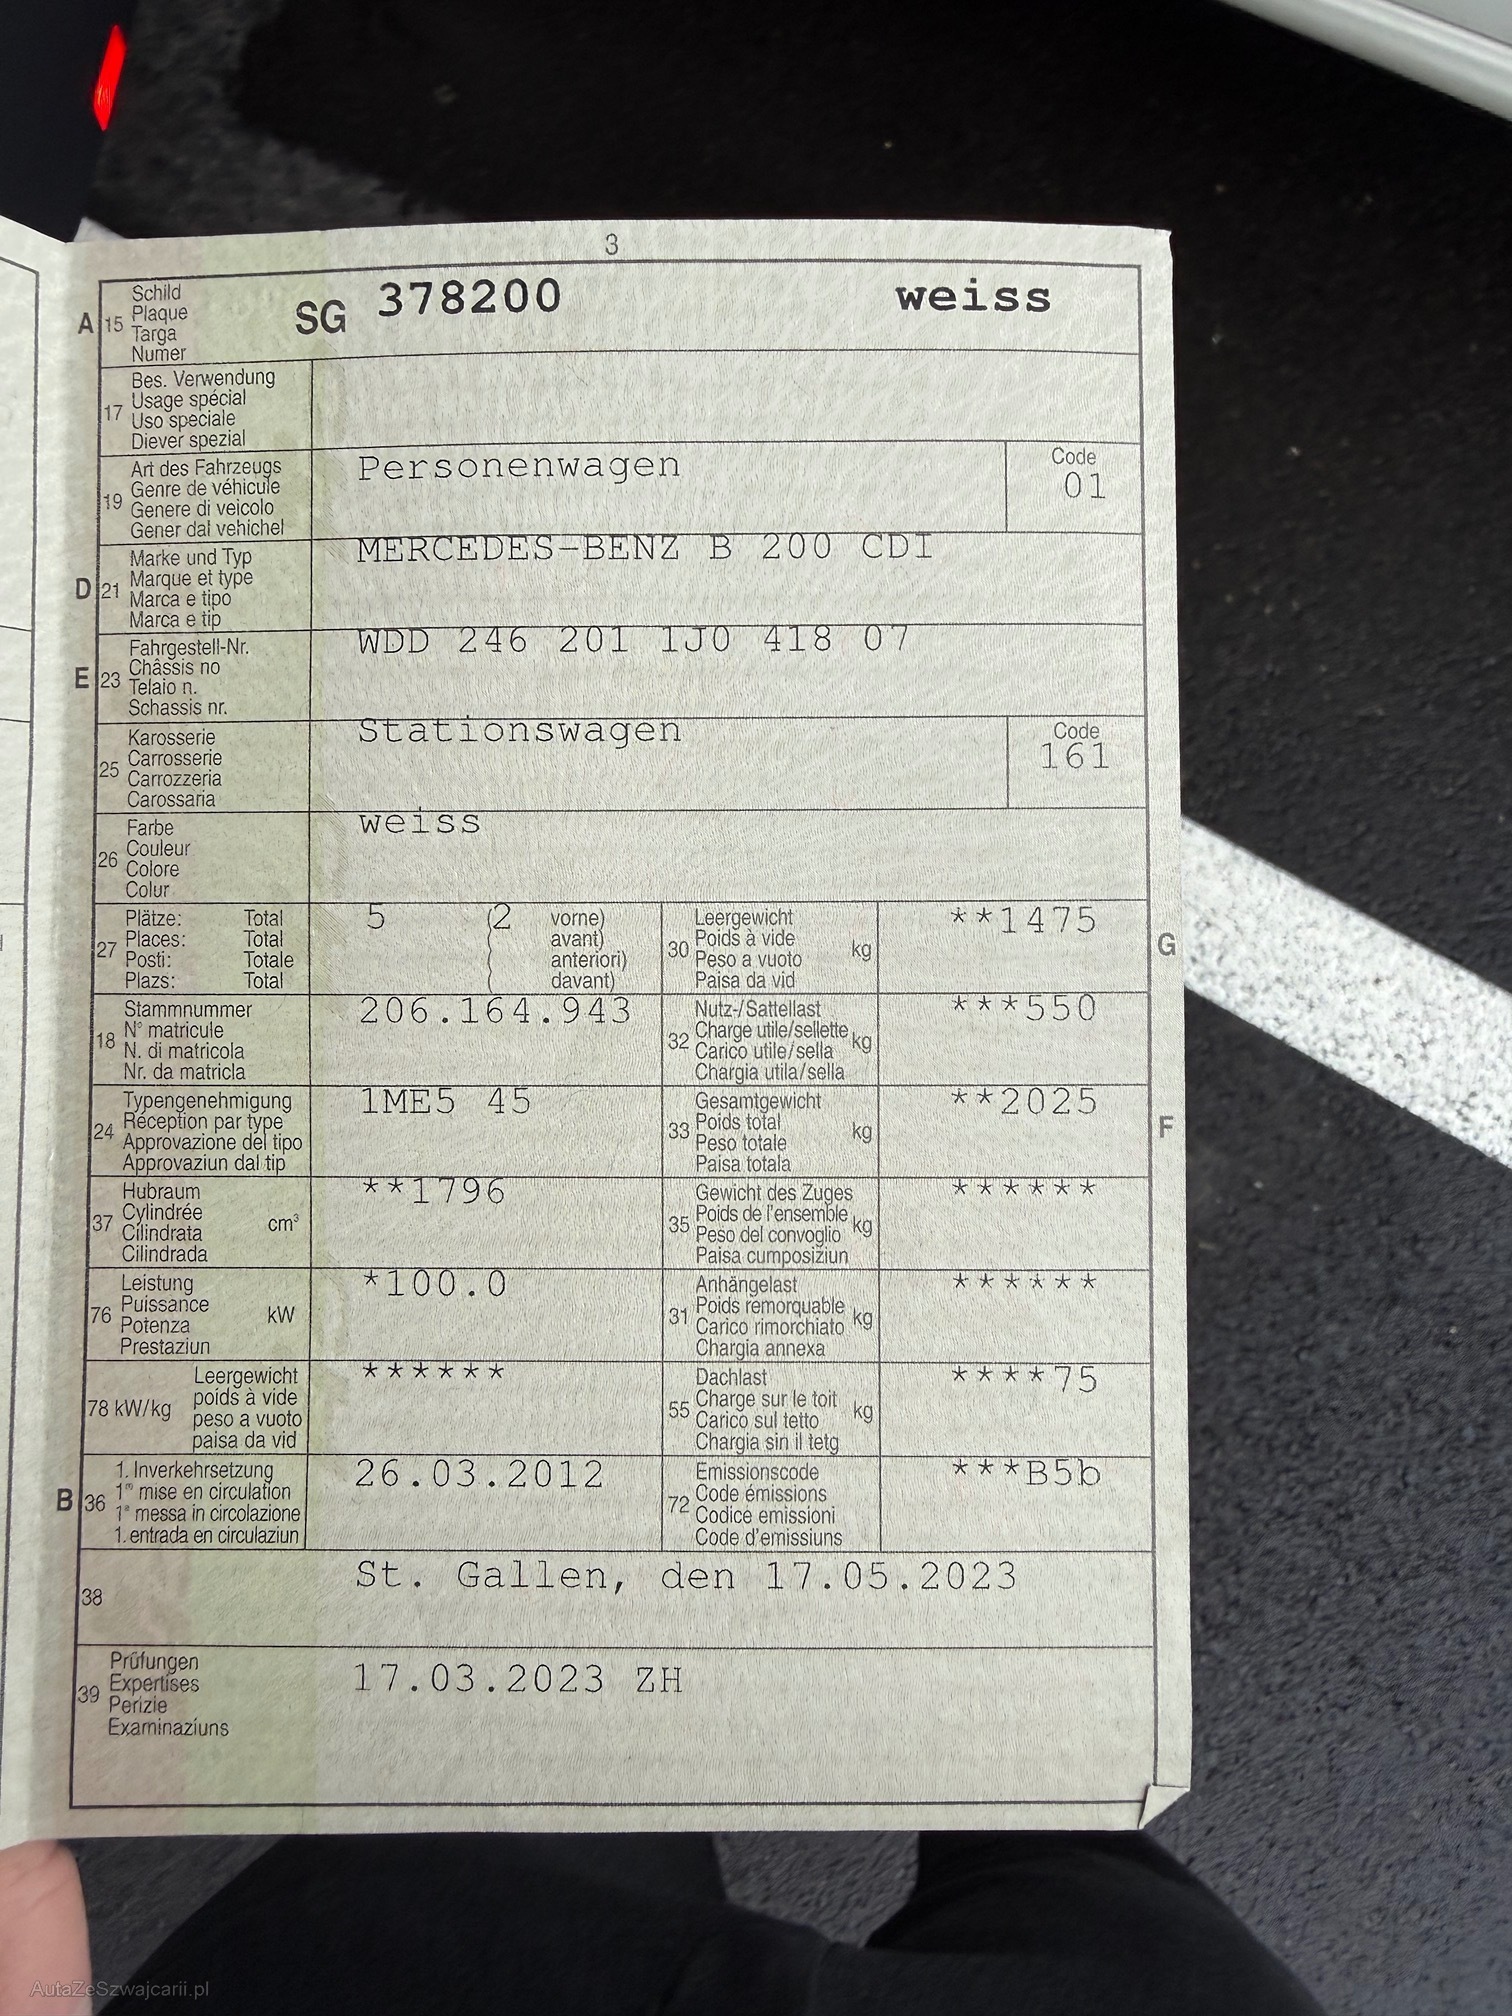 3
A 15 Schild
Plaque
Targa
Numer
SG 378200 weiss
17 Bes. Verwendung
Usage spécial
Uso speciale
Diever spezial
19 Art des Fahrzeugs
Genre de véhicule
Genere di veicolo
Gener dal vehichel
Personenwagen
Code
01
D 21 Marke und Typ
Marque et type
Marca e tipo
Marca e tip
MERCEDES-BENZ B 200 CDI
E 23 Fahrgestell-Nr.
Châssis no
Telaio n.
Schassis nr.
WDD 246 201 1J0 418 07
25 Karosserie
Carrosserie
Carrozzeria
Carossaria
Stationswagen
Code
161
26 Farbe
Couleur
Colore
Colur
weiss
27 Plätze: Total
Places: Total
Posti: Totale
Plazs: Total
5 (2 vorne)
( avant)
( anteriori)
( davant)
30 Leergewicht
Poids à vide
Peso a vuoto
Paisa da vid
kg
**1475
G
18 Stammnummer
N° matricule
N. di matricola
Nr. da matricla
206.164.943
32 Nutz-/Sattellast
Charge utile/sellette
Carico utile/sella
Chargia utila/sella
kg
***550
24 Typengenehmigung
Réception par type
Approvazione del tipo
Approvaziun dal tip
1ME5 45
33 Gesamtgewicht
Poids total
Peso totale
Paisa totala
kg
**2025
F
37 Hubraum
Cylindrée
Cilindrata
Cilindrada
cm³
**1796
35 Gewicht des Zuges
Poids de l'ensemble
Peso del convoglio
Paisa cumposiziun
kg
******
76 Leistung
Puissance
Potenza
Prestaziun
kW
*100.0
31 Anhängelast
Poids remorquable
Carico rimorchiato
Chargia annexa
kg
******
78 kW/kg Leergewicht
poids à vide
peso a vuoto
paisa da vid
******
55 Dachlast
Charge sur le toit
Carico sul tetto
Chargia sin il tetg
kg
****75
B 36 1. Inverkehrsetzung
1re mise en circulation
1a messa in circolazione
1. entrada en circulaziun
26.03.2012
72 Emissionscode
Code émissions
Codice emissioni
Code d'emissiuns
***B5b
38 St. Gallen, den 17.05.2023
39 Prüfungen
Expertises
Perizie
Examinaziuns
17.03.2023 ZH
AutaZeSzwajcarii.pl